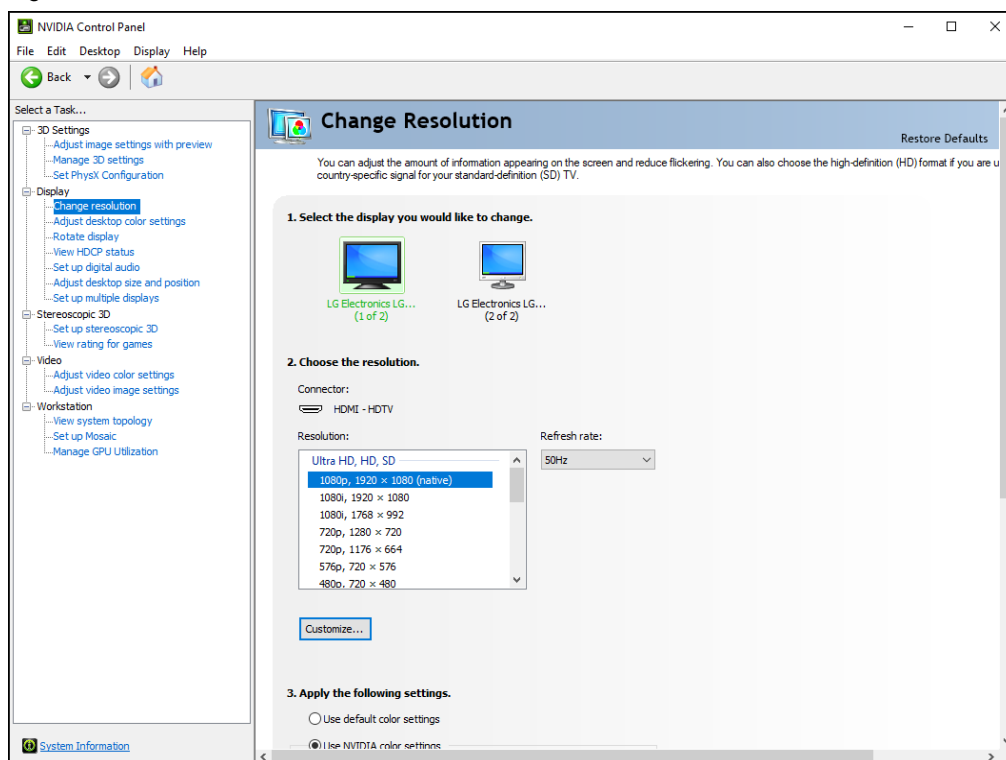 NVIDIA Control Panel
File Edit Desktop Display Help
Back
Select a Task...
3D Settings
Adjust image settings with preview
Manage 3D settings
Set PhysX Configuration
Display
Change resolution
Adjust desktop color settings
Rotate display
View HDCP status
Set up digital audio
Adjust desktop size and position
Set up multiple displays
Stereoscopic 3D
Set up stereoscopic 3D
View rating for games
Video
Adjust video color settings
Adjust video image settings
Workstation
View system topology
Set up Mosaic
Manage GPU Utilization
System Information
Change Resolution
Restore Defaults
You can adjust the amount of information appearing on the screen and reduce flickering. You can also choose the high-definition (HD) format if you are u
country-specific signal for your standard-definition (SD) TV.
1. Select the display you would like to change.
LG Electronics LG... LG Electronics LG...
(1 of 2) (2 of 2)
2. Choose the resolution.
Connector:
HDMI - HDTV
Resolution: Refresh rate:
Ultra HD, HD, SD 50Hz
1080p, 1920 × 1080 (native)
1080i, 1920 × 1080
1080i, 1768 × 992
720p, 1280 × 720
720p, 1176 × 664
576p, 720 × 576
480p, 720 × 480
Customize...
3. Apply the following settings.
Use default color settings
Use NVIDIA color settings